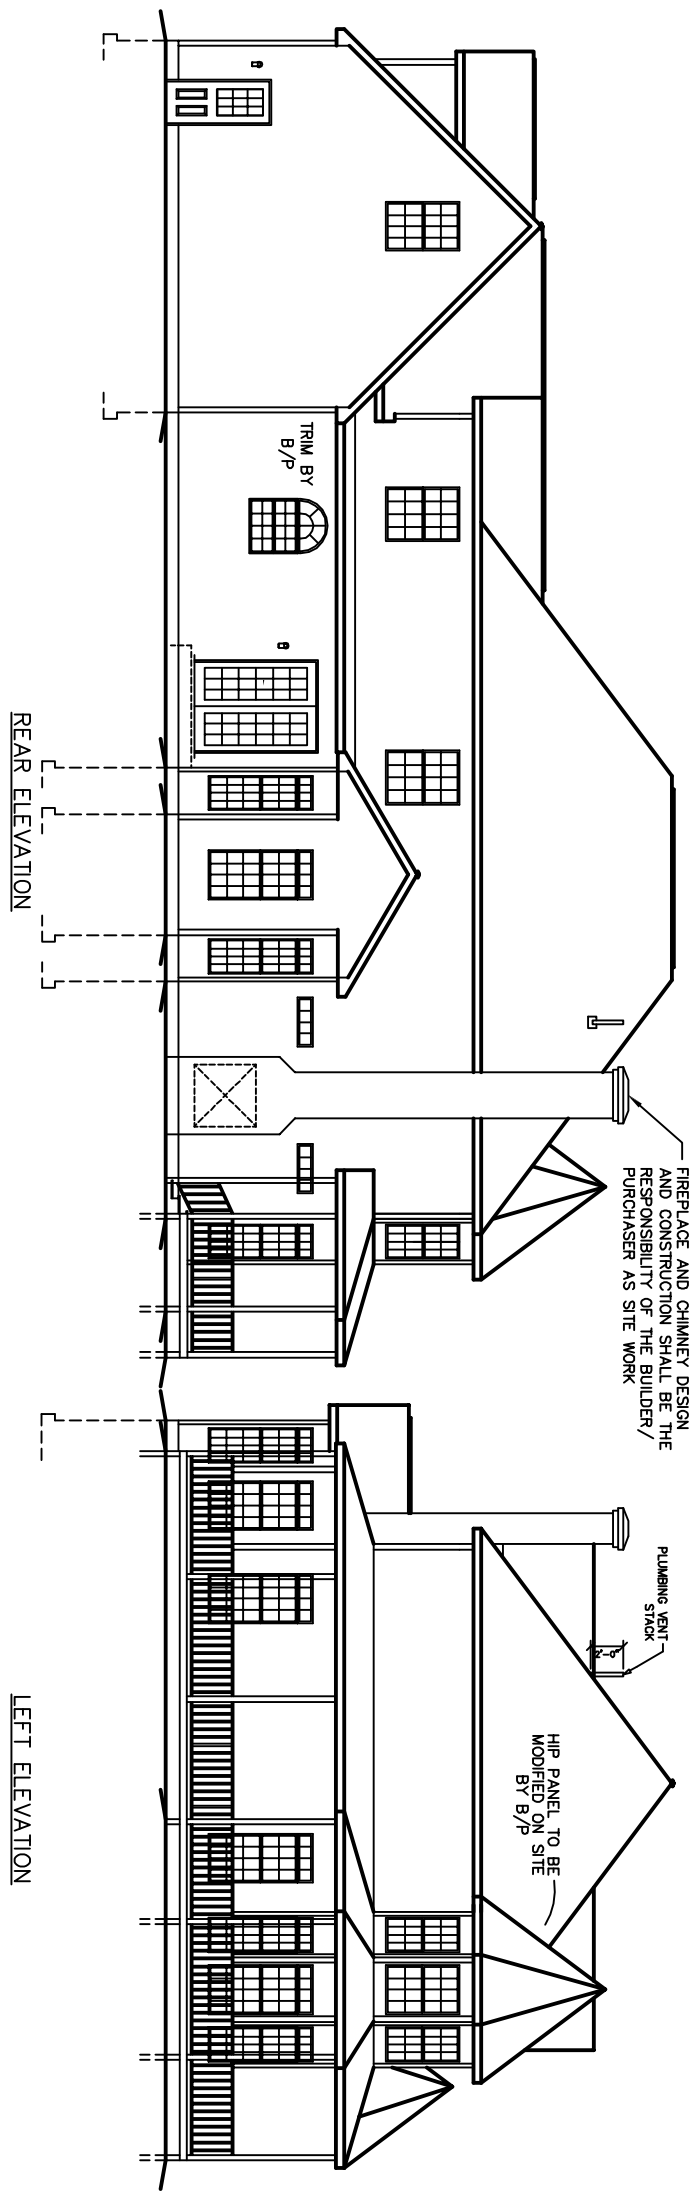 TRIM BY
B/P
REAR ELEVATION
FIREPLACE AND CHIMNEY DESIGN
AND CONSTRUCTION SHALL BE THE
RESPONSIBILITY OF THE BUILDER/
PURCHASER AS SITE WORK
PLUMBING VENT
STACK
2'-0"
HIP PANEL TO BE
MODIFIED ON SITE
BY B/P
LEFT ELEVATION